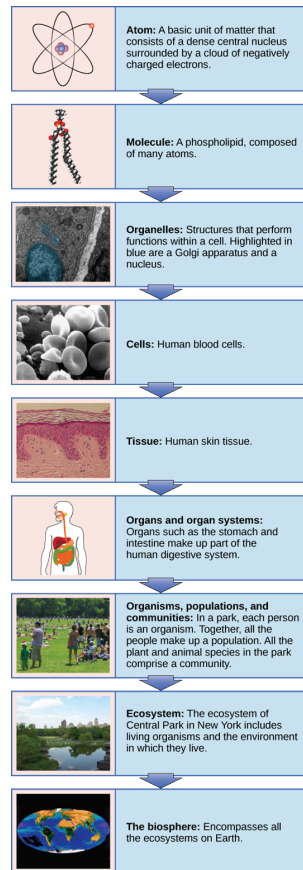 Atom: A basic unit of matter that
consists of a dense central nucleus
surrounded by a cloud of negatively
charged electrons.
Molecule: A phospholipid, composed
of many atoms.
Organelles: Structures that perform
functions within a cell. Highlighted in
blue are a Golgi apparatus and a
nucleus.
Cells: Human blood cells.
Tissue: Human skin tissue.
Organs and organ systems:
Organs such as the stomach and
intestine make up part of the
human digestive system.
Organisms, populations, and
communities: In a park, each person
is an organism. Together, all the
people make up a population. All the
plant and animal species in the park
comprise a community.
Ecosystem: The ecosystem of
Central Park in New York includes
living organisms and the environment
in which they live.
The biosphere: Encompasses all
the ecosystems on Earth.